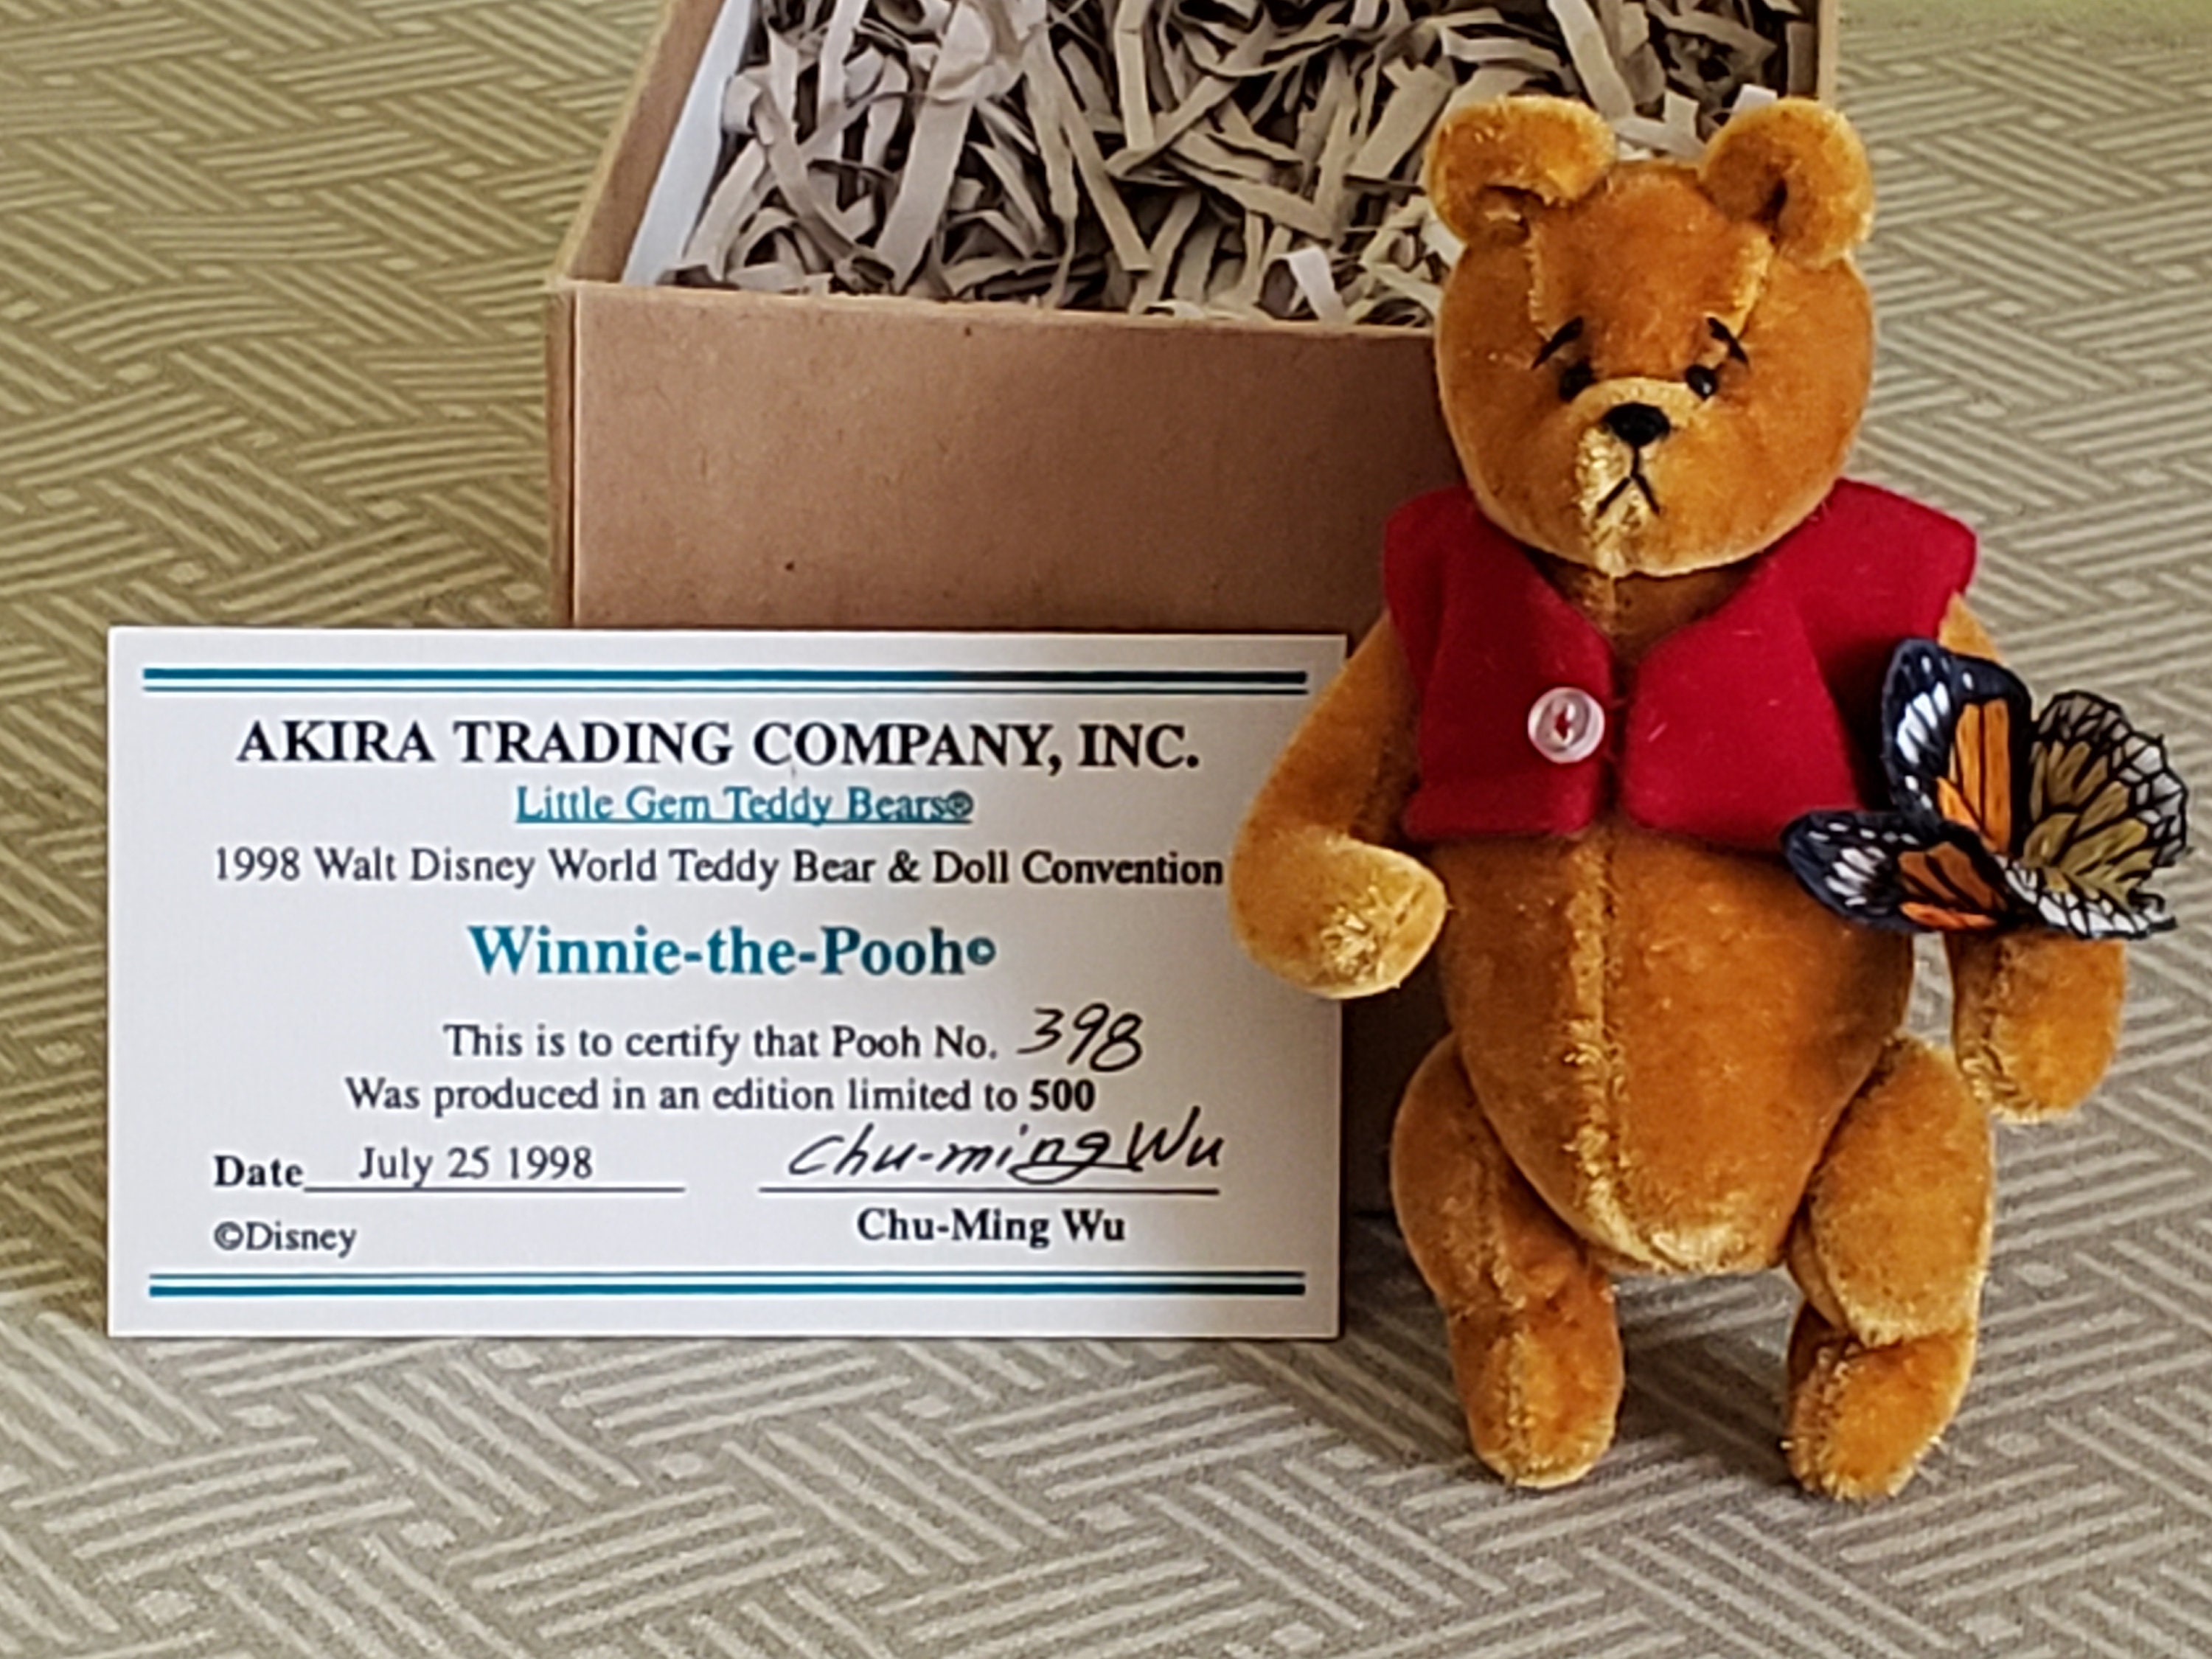 AKIRA TRADING COMPANY, INC.
Little Gem Teddy Bears®
1998 Walt Disney World Teddy Bear & Doll Convention
Winnie-the-Pooh©
This is to certify that Pooh No. 398
Was produced in an edition limited to 500
Date July 25 1998 Chu-ming Wu
©Disney Chu-Ming Wu